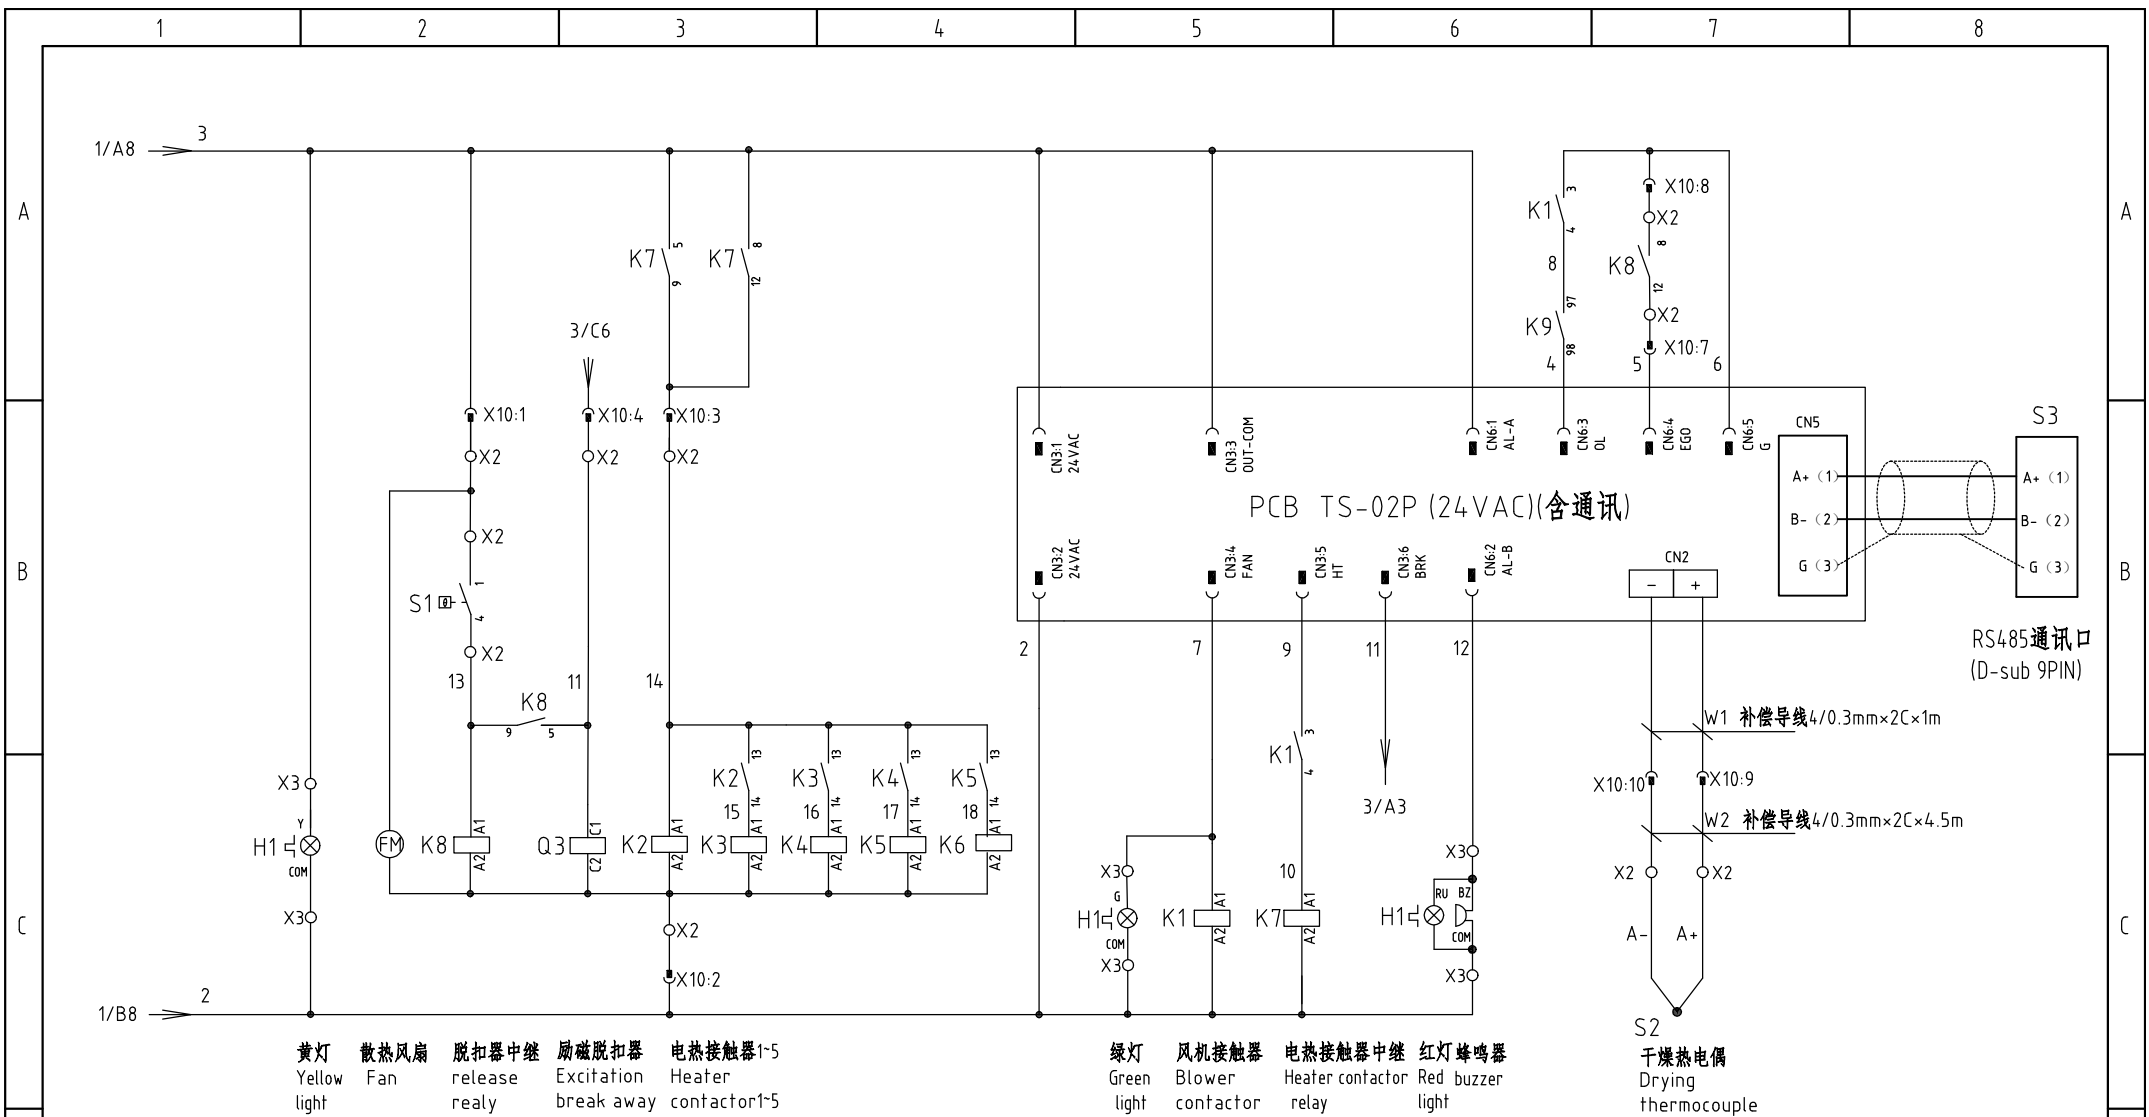 1 2 3 4 5 6 7 8
A A
B B
C C
1/A8 3
K7 5 9
K7 8 12
3/C6
K1 3 4
8
K9 97 98
4
X10:8
X2
K8 8 12
X2
X10:7
5 6
X10:1
X2
X10:4
X2
X10:3
X2
X2
S1 θ 1 4
X2
13 11 14
K8 9 5
CN3:1 24VAC
CN3:3 OUT-COM
CN6:1 AL-A
CN6:3 OL
CN6:4 EGO
CN6:5 G
PCB TS-02P (24VAC)(含通讯)
CN3:2 24VAC
CN3:4 FAN
CN3:5 HT
CN3:6 BRK
CN6:2 AL-B
CN2
- +
CN5
A+ (1)
B- (2)
G (3)
S3
A+ (1)
B- (2)
G (3)
RS485通讯口
(D-sub 9PIN)
2 7 9 11 12
W1 补偿导线4/0.3mm×2C×1m
X10:10 X10:9
W2 补偿导线4/0.3mm×2C×4.5m
X2 X2
A- A+
S2
K1 3 4
3/A3
10
K2 13 14
K3 13 14
K4 13 14
K5 13 14
15 16 17 18
X3
H1 Y COM
X3
FM
K8 A1 A2
Q3 C1 C2
K2 A1 A2
K3 A1 A2
K4 A1 A2
K5 A1 A2
K6 A1 A2
X2
X10:2
X3
H1 G COM
X3
K1 A1 A2
K7 A1 A2
X3
H1 RU BZ COM
X3
1/B8 2
黄灯
Yellow
light
散热风扇
Fan
脱扣器中继
release
realy
励磁脱扣器
Excitation
break away
电热接触器1~5
Heater
contactor1~5
绿灯
Green
light
风机接触器
Blower
contactor
电热接触器中继
Heater contactor
relay
红灯
Red
light
蜂鸣器
buzzer
干燥热电偶
Drying
thermocouple